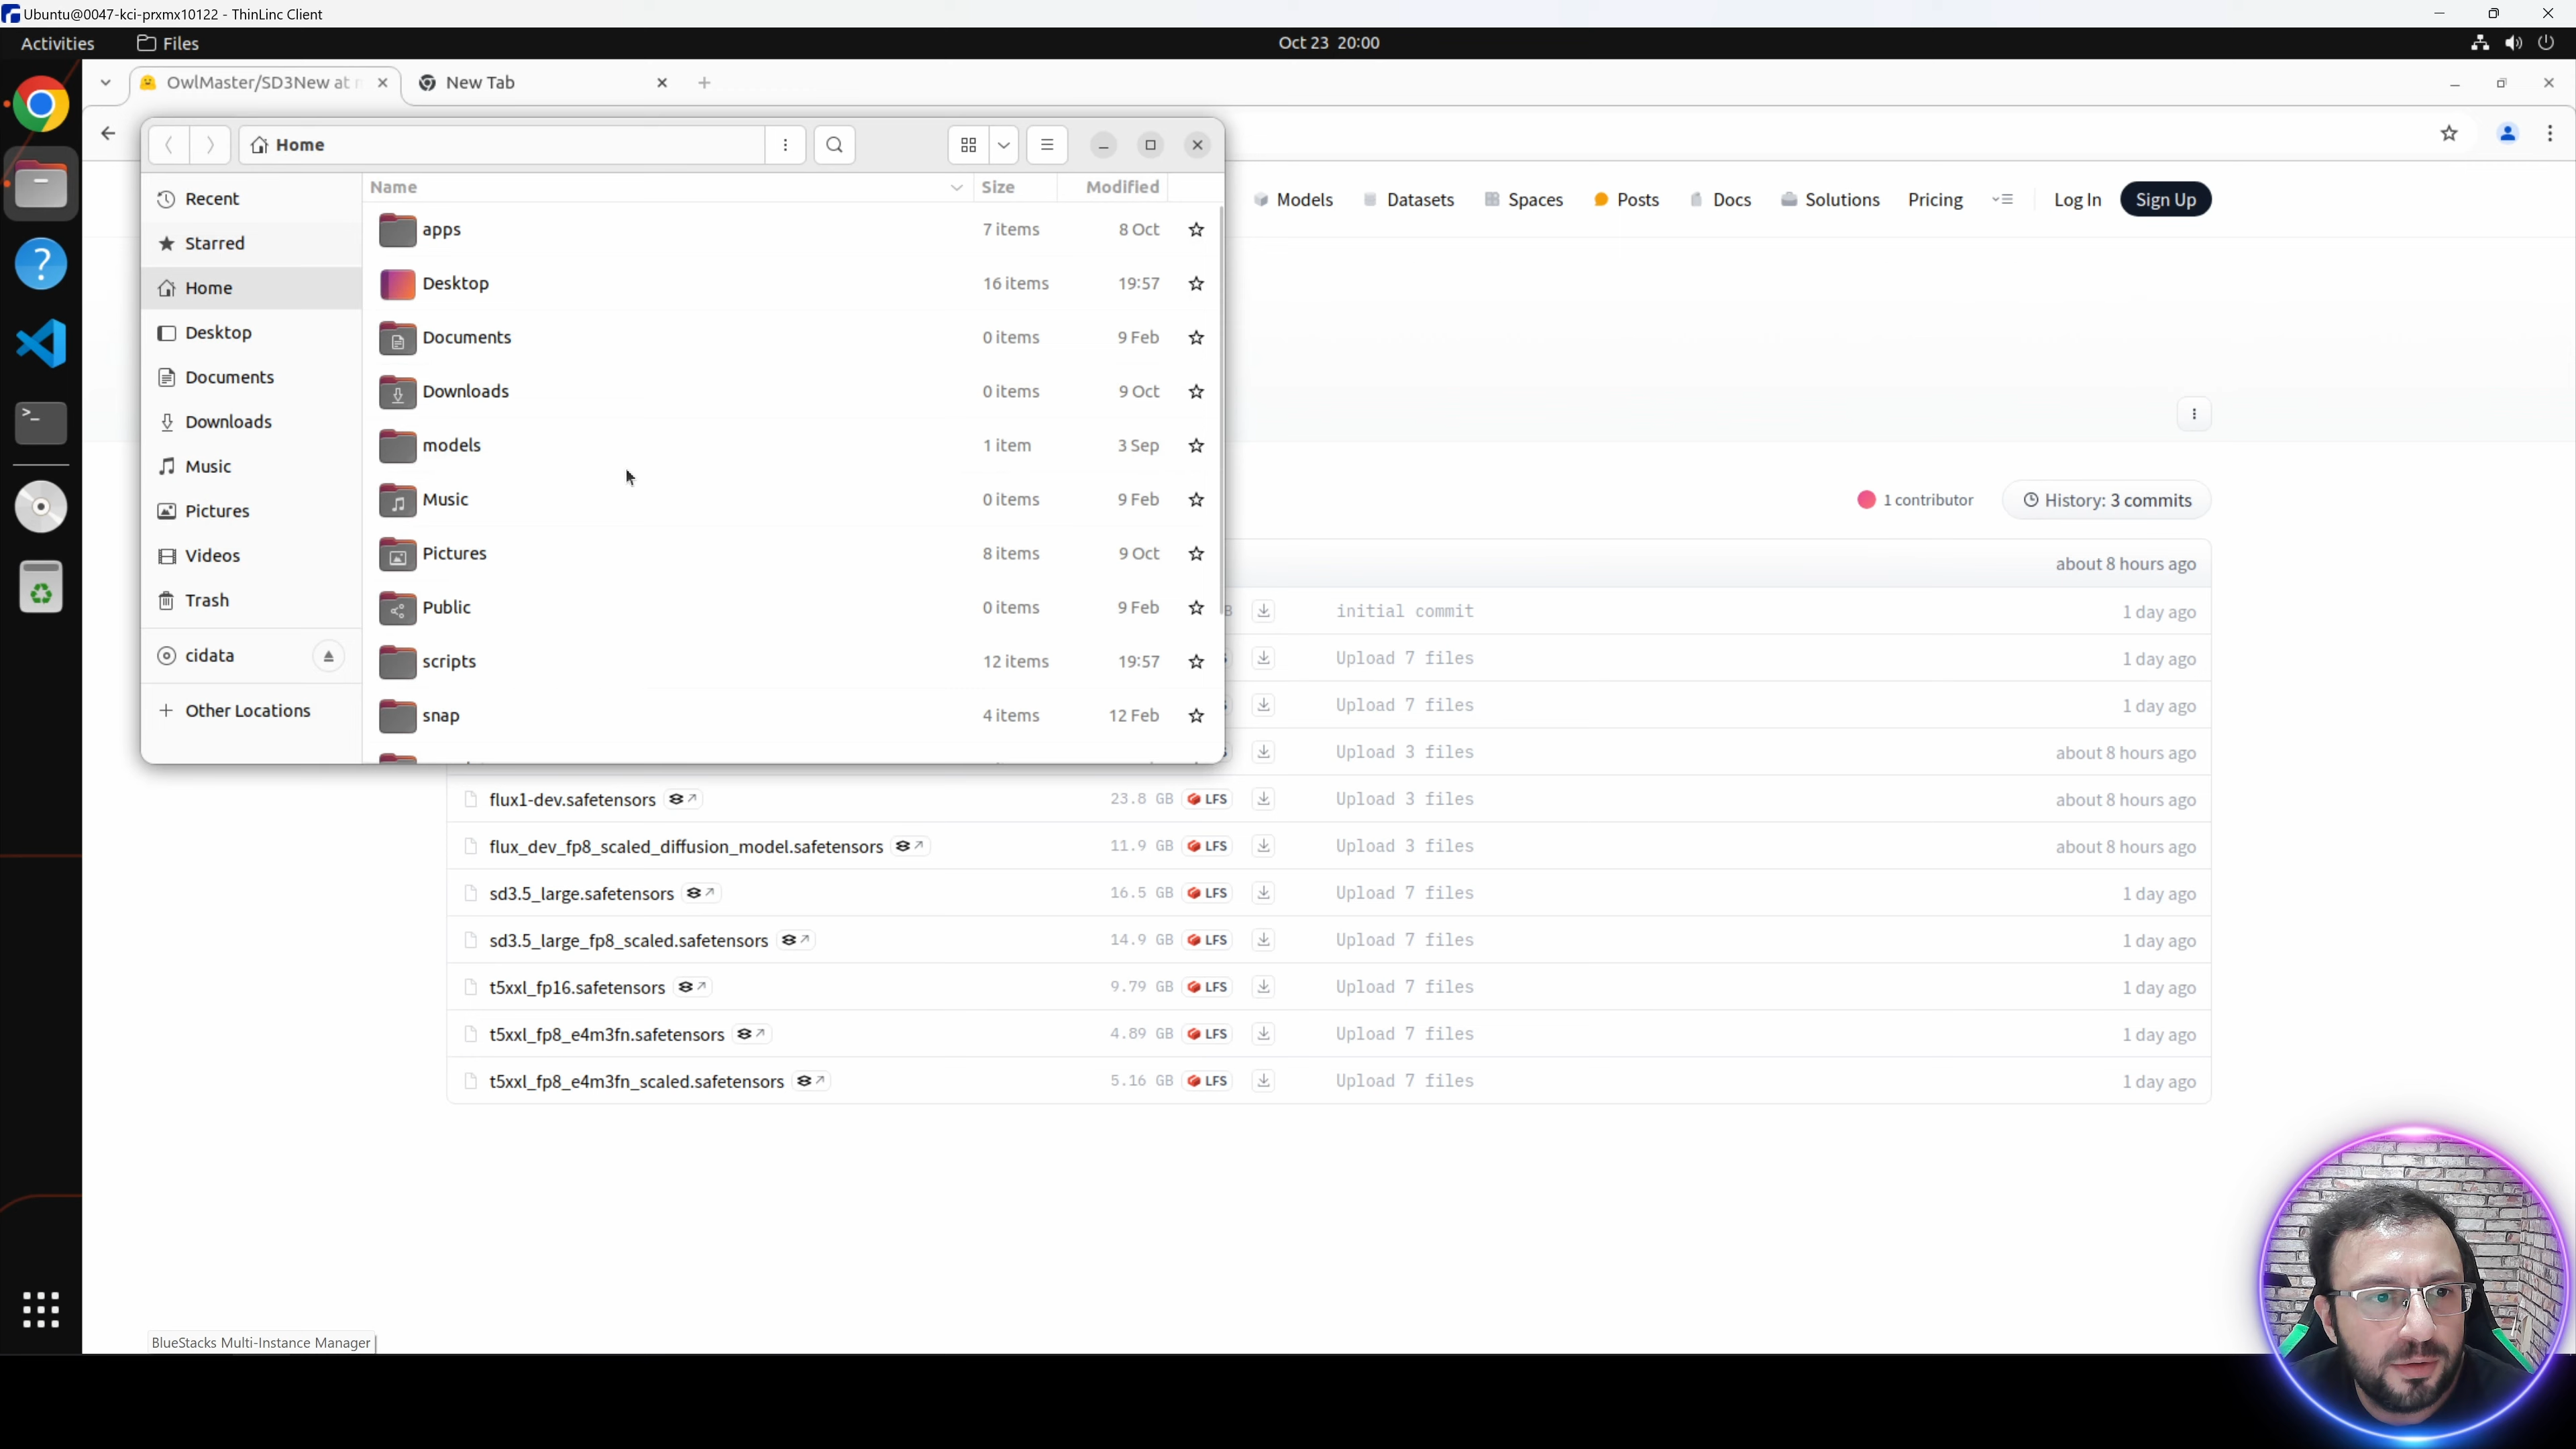 Ubuntu@0047-kci-prxmx10122 - ThinLinc Client
Activities Files Oct 23 20:00
OwlMaster/SD3New at New Tab
Home
Name Size Modified
Recent
Starred
Home
Desktop
Documents
Downloads
Music
Pictures
Videos
Trash
cidata
Other Locations
apps 7 items 8 Oct
Desktop 16 items 19:57
Documents 0 items 9 Feb
Downloads 0 items 9 Oct
models 1 item 3 Sep
Music 0 items 9 Feb
Pictures 8 items 9 Oct
Public 0 items 9 Feb
scripts 12 items 19:57
snap 4 items 12 Feb
Models Datasets Spaces Posts Docs Solutions Pricing Log In Sign Up
1 contributor History: 3 commits
about 8 hours ago
initial commit 1 day ago
Upload 7 files 1 day ago
Upload 7 files 1 day ago
Upload 3 files about 8 hours ago
flux1-dev.safetensors 23.8 GB LFS Upload 3 files about 8 hours ago
flux_dev_fp8_scaled_diffusion_model.safetensors 11.9 GB LFS Upload 3 files about 8 hours ago
sd3.5_large.safetensors 16.5 GB LFS Upload 7 files 1 day ago
sd3.5_large_fp8_scaled.safetensors 14.9 GB LFS Upload 7 files 1 day ago
t5xxl_fp16.safetensors 9.79 GB LFS Upload 7 files 1 day ago
t5xxl_fp8_e4m3fn.safetensors 4.89 GB LFS Upload 7 files 1 day ago
t5xxl_fp8_e4m3fn_scaled.safetensors 5.16 GB LFS Upload 7 files 1 day ago
BlueStacks Multi-Instance Manager